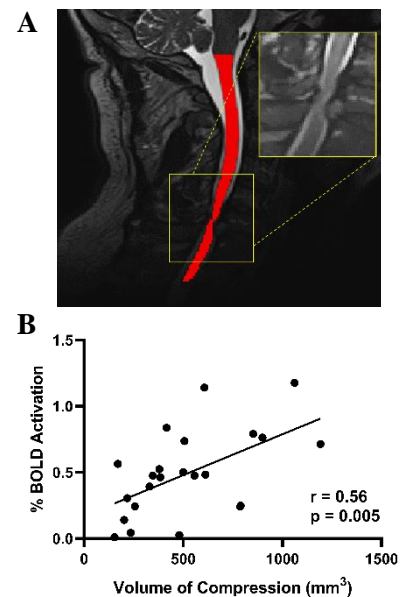 A
B
1.5
1.0
0.5
0.0
% BOLD Activation
r = 0.56
p = 0.005
0 500 1000 1500
Volume of Compression (mm³)